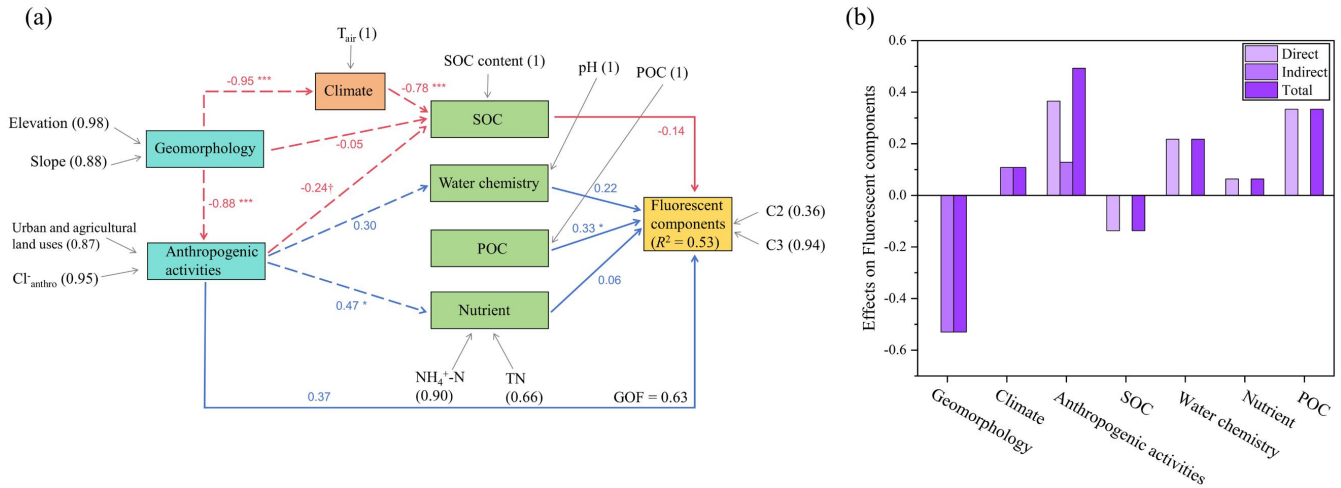 (a)
T_air (1)
SOC content (1)
pH (1)
POC (1)
-0.95 ***
Climate
-0.78 ***
SOC
-0.14
Elevation (0.98)
Slope (0.88)
Geomorphology
-0.05
-0.88 ***
-0.24†
Water chemistry
0.22
0.30
Urban and agricultural
land uses (0.87)
Cl⁻anthro (0.95)
Anthropogenic
activities
POC
0.33 *
Fluorescent
components
(R² = 0.53)
C2 (0.36)
C3 (0.94)
0.06
0.47 *
Nutrient
NH₄⁺-N
(0.90)
TN
(0.66)
0.37
GOF = 0.63
(b)
Effects on Fluorescent components
0.6
0.4
0.2
0.0
-0.2
-0.4
-0.6
Direct
Indirect
Total
Geomorphology
Climate
Anthropogenic activities
SOC
Water chemistry
Nutrient
POC